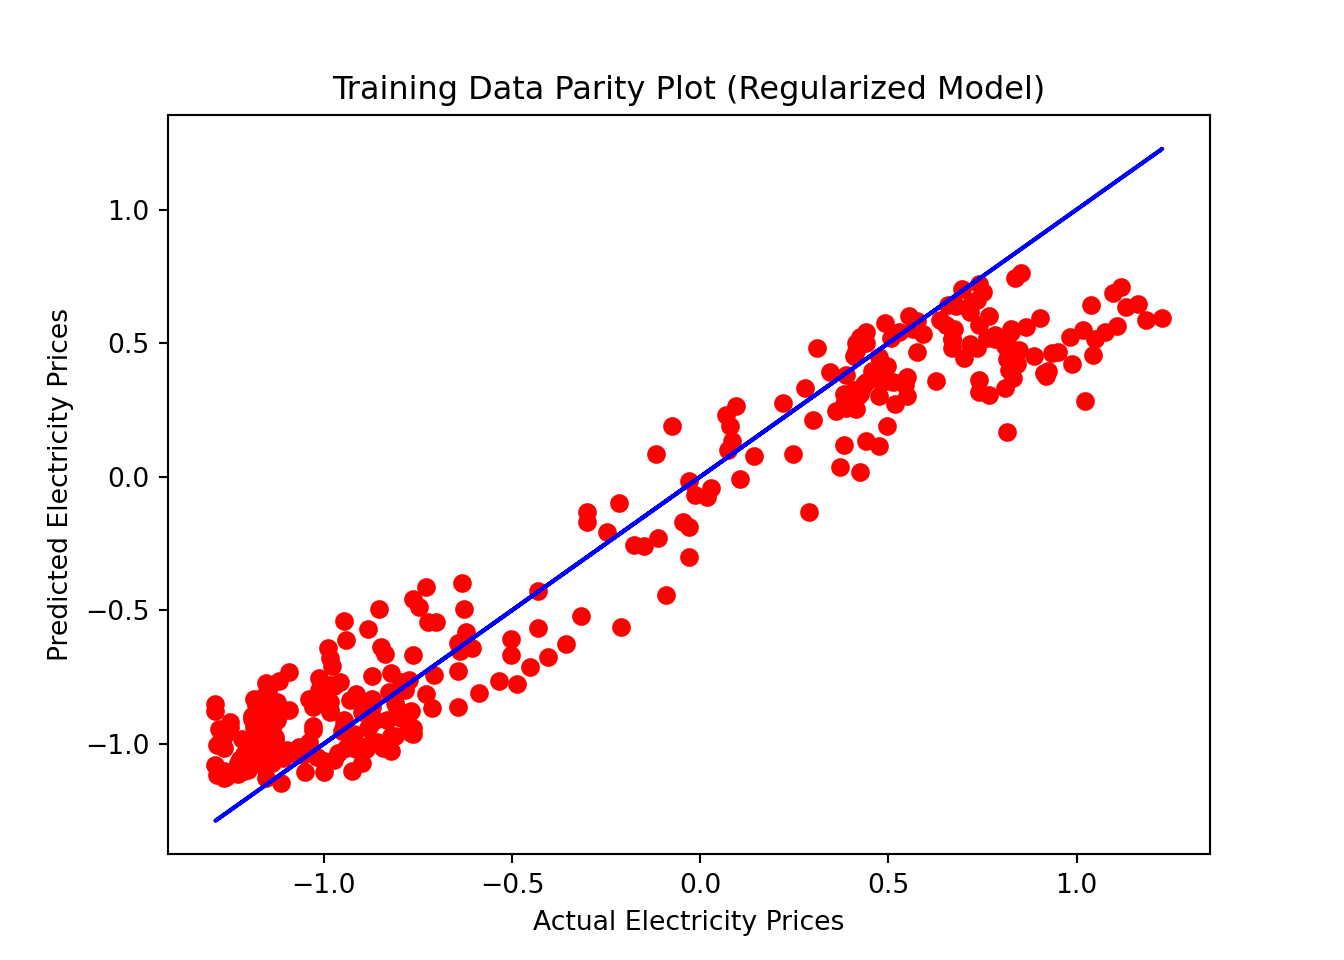 Training Data Parity Plot (Regularized Model)
1.0
0.5
0.0
−0.5
−1.0
Predicted Electricity Prices
−1.0 −0.5 0.0 0.5 1.0
Actual Electricity Prices